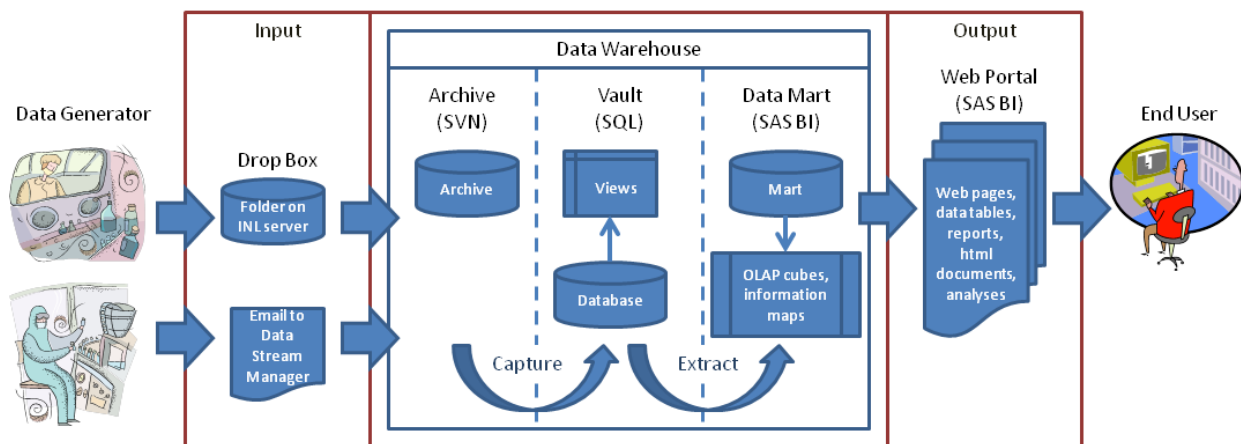 Input
Output
Data Warehouse
Data Generator
Drop Box
Folder on
INL server
Email to
Data
Stream
Manager
Archive
(SVN)
Archive
Vault
(SQL)
Views
Database
Data Mart
(SAS BI)
Mart
OLAP cubes,
information
maps
Capture
Extract
Web Portal
(SAS BI)
Web pages,
data tables,
reports,
html
documents,
analyses
End User